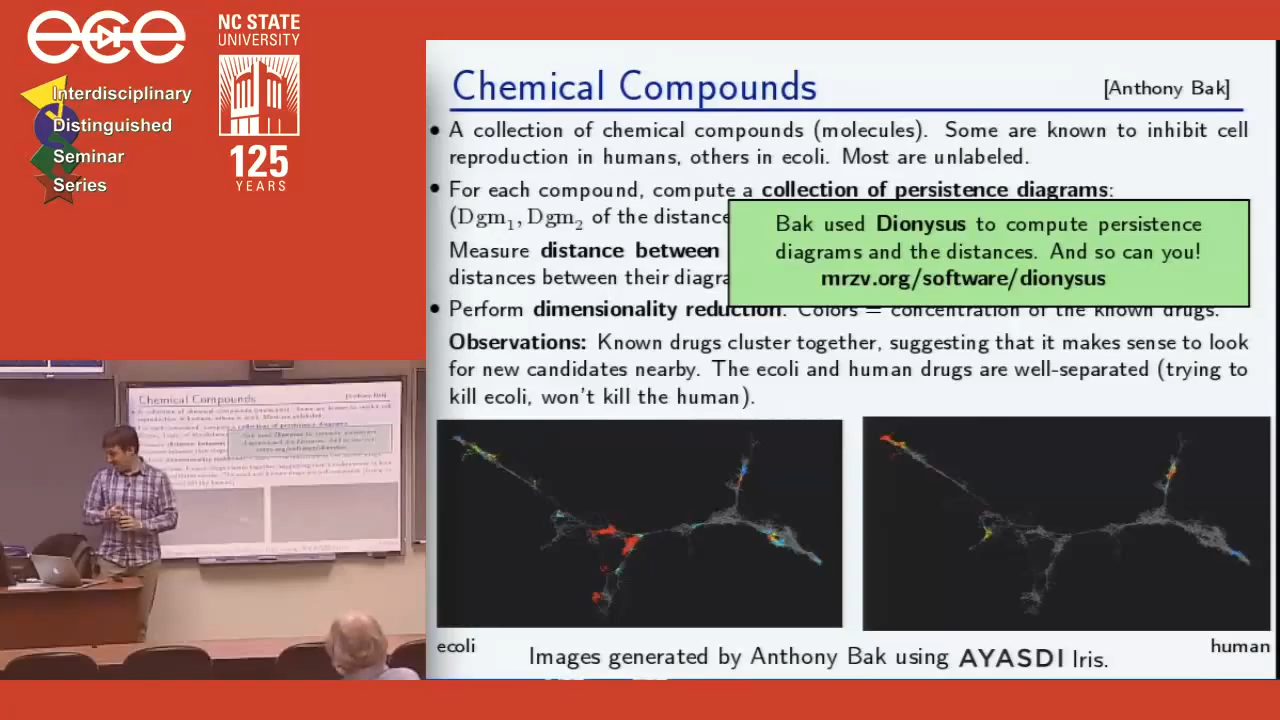 ece
NC STATE
UNIVERSITY
Interdisciplinary
Distinguished
Seminar
Series
125
YEARS
Chemical Compounds
[Anthony Bak]
• A collection of chemical compounds (molecules). Some are known to inhibit cell
reproduction in humans, others in ecoli. Most are unlabeled.
• For each compound, compute a collection of persistence diagrams:
(Dgm₁, Dgm₂ of the distance
Measure distance between
distances between their diagra
Bak used Dionysus to compute persistence
diagrams and the distances. And so can you!
mrzv.org/software/dionysus
• Perform dimensionality reduction. Colors = concentration of the known drugs.
Observations: Known drugs cluster together, suggesting that it makes sense to look
for new candidates nearby. The ecoli and human drugs are well-separated (trying to
kill ecoli, won't kill the human).
ecoli
human
Images generated by Anthony Bak using AYASDI Iris.
Chemical Compounds